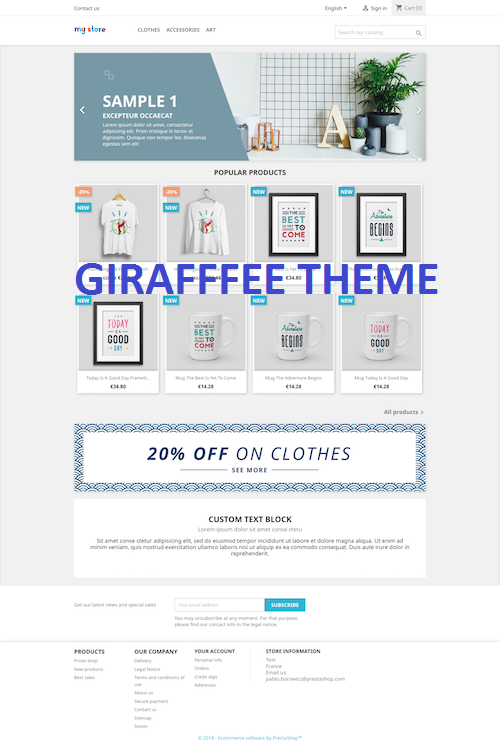 Contact us
English
Sign in
Cart (0)
my store
CLOTHES ACCESSORIES ART
Search our catalog
SAMPLE 1
EXCEPTEUR OCCAECAT
Lorem ipsum dolor sit amet, consectetur
adipiscing elit. Proin tristique in tortor et
dignissim. Quisque non tempor leo. Maecenas
egestas sem elit
A
POPULAR PRODUCTS
-20%
NEW
-20%
NEW
NEW
THE BEST IS YET TO COME
NEW
The Adventure BEGINS
GIRAFFFEE THEME
€34.80
NEW
TODAY IS A GOOD DAY
NEW
THE BEST IS YET TO COME
NEW
The Adventure BEGINS
NEW
TODAY IS A GOOD DAY
Today Is A Good Day Framed...
€34.80
Mug The Best Is Yet To Come
€14.28
Mug The Adventure Begins
€14.28
Mug Today Is A Good Day
€14.28
All products
20% OFF ON CLOTHES
SEE MORE
CUSTOM TEXT BLOCK
Lorem ipsum dolor sit amet conse ctetu
Sit amet conse ctetur adipisicing elit, sed do eiusmod tempor incididunt ut labore et dolore magna aliqua. Ut enim ad
minim veniam, quis nostrud exercitation ullamco laboris nisi ut aliquip ex ea commodo consequat. Duis aute irure dolor in
reprehenderit.
Get our latest news and special sales
Your email address
SUBSCRIBE
You may unsubscribe at any moment. For that purpose,
please find our contact info in the legal notice.
PRODUCTS
Prices drop
New products
Best sales
OUR COMPANY
Delivery
Legal Notice
Terms and conditions of
use
About us
Secure payment
Contact us
Sitemap
Stores
YOUR ACCOUNT
Personal info
Orders
Credit slips
Addresses
STORE INFORMATION
Test
France
Email us:
pablo.borowicz@prestashop.com
© 2018 - Ecommerce software by PrestaShop™